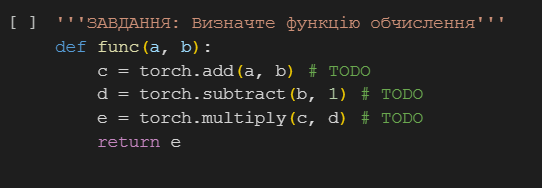 [ ] '''ЗАВДАННЯ: Визначте функцію обчислення'''
def func(a, b):
    c = torch.add(a, b) # TODO
    d = torch.subtract(b, 1) # TODO
    e = torch.multiply(c, d) # TODO
    return e